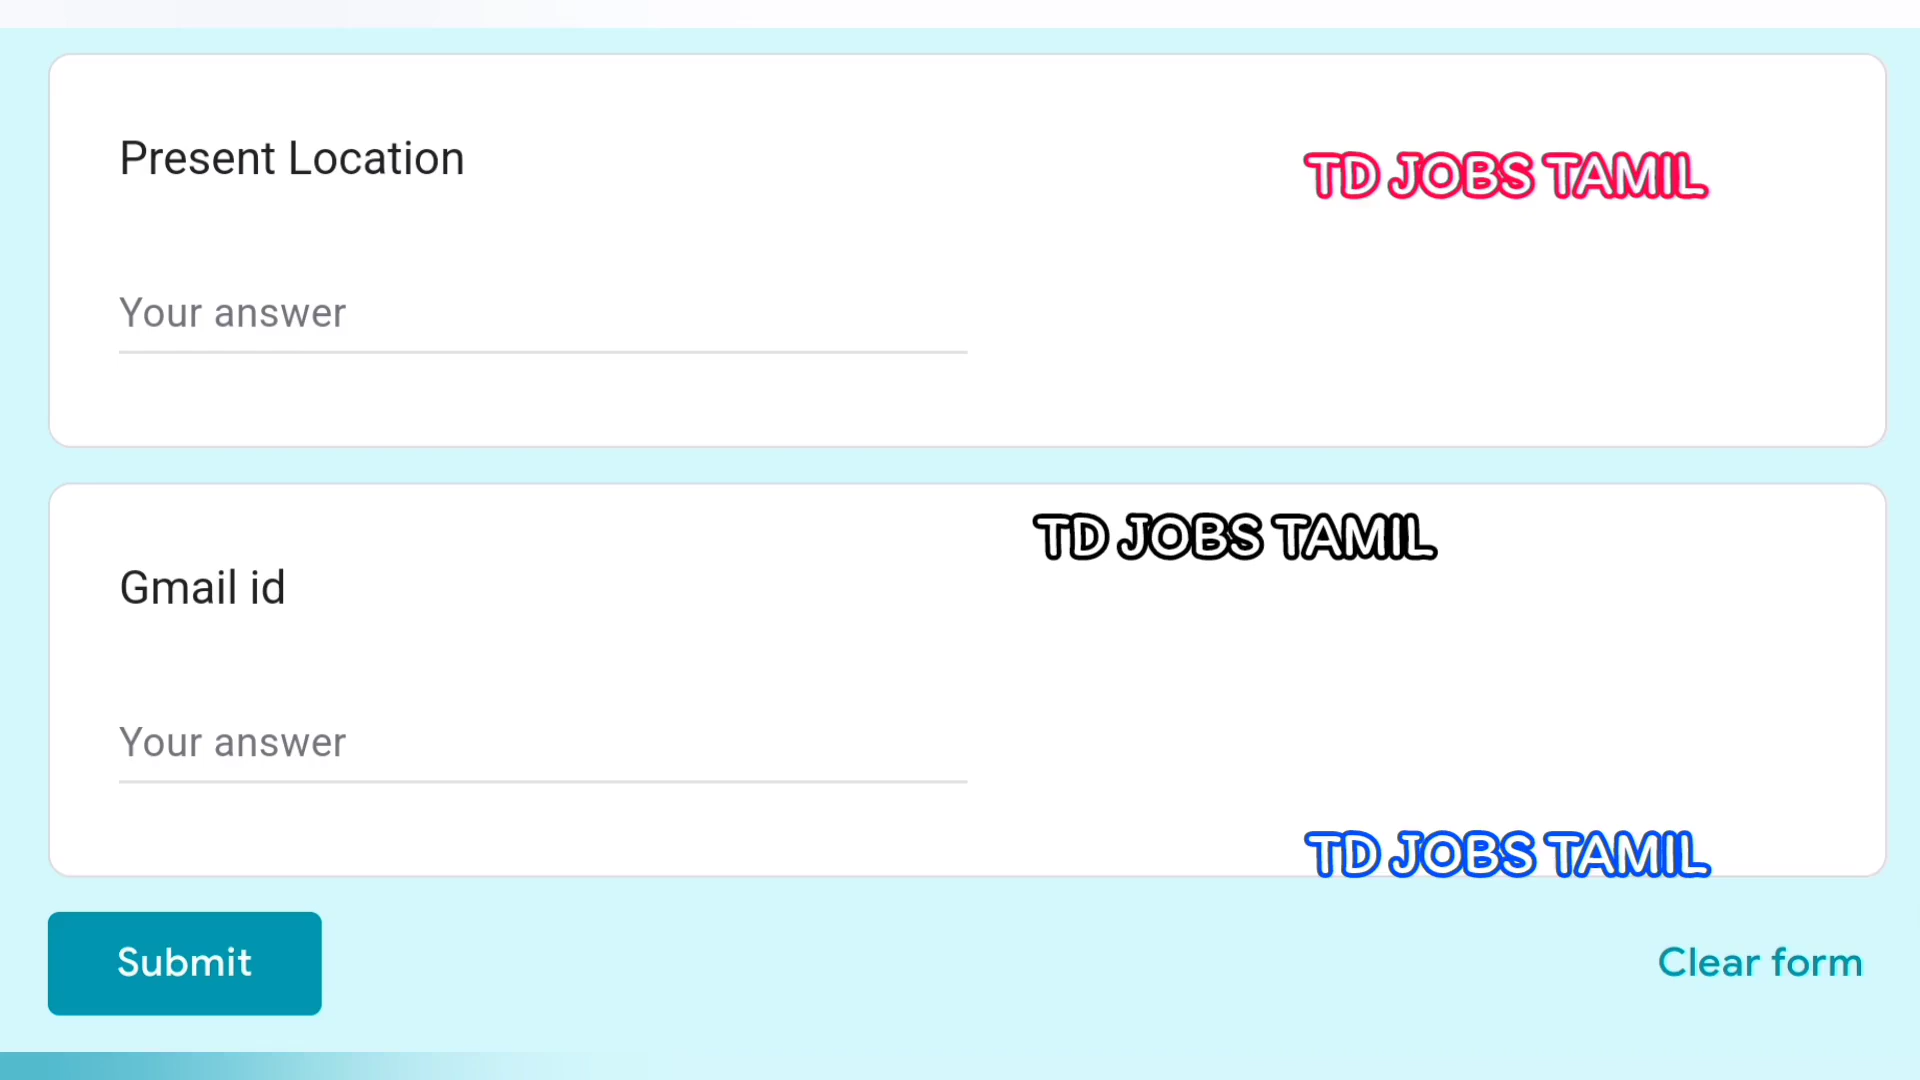 Present Location
TD JOBS TAMIL
Your answer
TD JOBS TAMIL
Gmail id
Your answer
TD JOBS TAMIL
Submit
Clear form